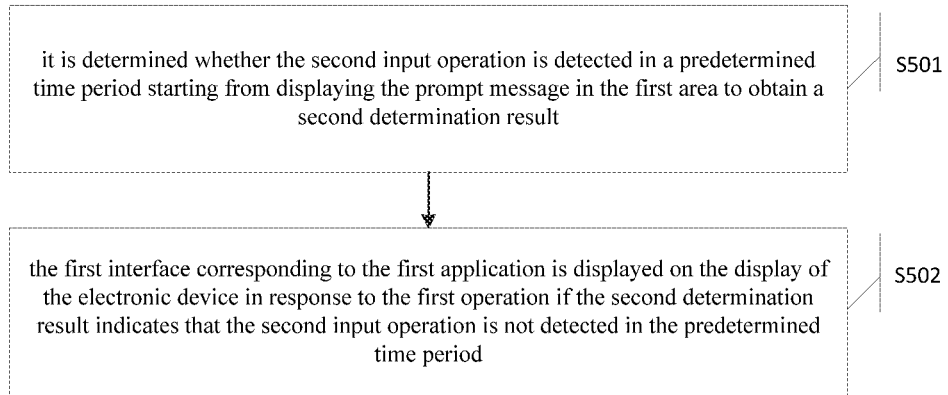 it is determined whether the second input operation is detected in a predetermined
time period starting from displaying the prompt message in the first area to obtain a
second determination result
S501
the first interface corresponding to the first application is displayed on the display of
the electronic device in response to the first operation if the second determination
result indicates that the second input operation is not detected in the predetermined
time period
S502